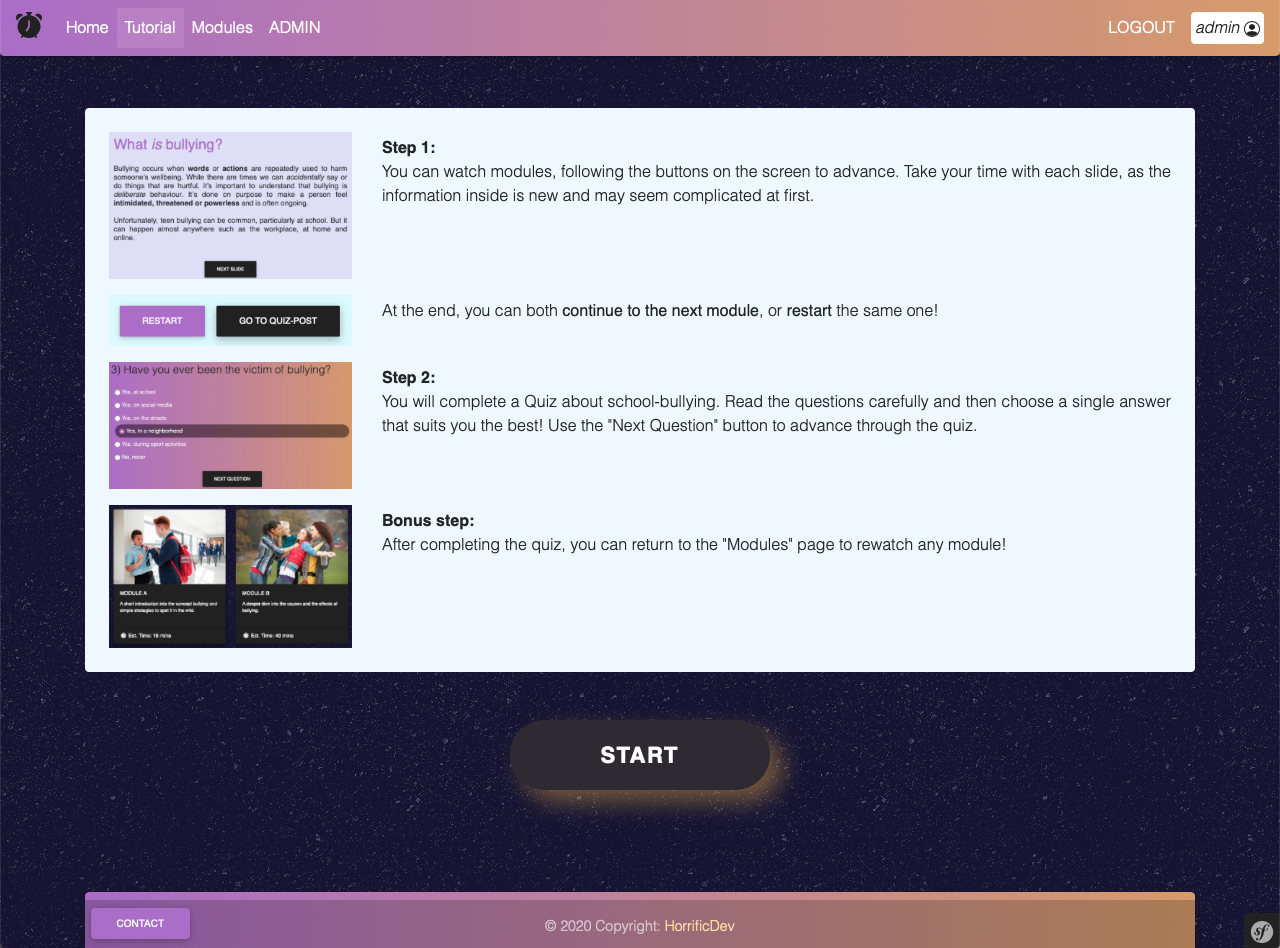 Home Tutorial Modules ADMIN LOGOUT admin
What is bullying?
Bullying occurs when words or actions are repeatedly used to harm
someone's wellbeing. While there are times we can accidentally say or
do things that are hurtful, it's important to understand that bullying is
deliberate behaviour. It's done on purpose to make a person feel
intimidated, threatened or powerless and is often ongoing.
Unfortunately, teen bullying can be common, particularly at school. But it
can happen almost anywhere such as the workplace, at home and
online.
NEXT SLIDE
Step 1:
You can watch modules, following the buttons on the screen to advance. Take your time with each slide, as the
information inside is new and may seem complicated at first.
RESTART GO TO QUIZ-POST
At the end, you can both continue to the next module, or restart the same one!
3) Have you ever been the victim of bullying?
Yes, at school
Yes, on social media
Yes, on the streets
Yes, in a neighborhood
Yes, during sport activities
No, never
NEXT QUESTION
Step 2:
You will complete a Quiz about school-bullying. Read the questions carefully and then choose a single answer
that suits you the best! Use the "Next Question" button to advance through the quiz.
MODULE A
A short introduction into the concept bullying and
simple strategies to spot it in the wild.
Est. Time: 15 mins
MODULE B
A steeper dive into the causes and the effects of
bullying.
Est. Time: 40 mins
Bonus step:
After completing the quiz, you can return to the "Modules" page to rewatch any module!
START
CONTACT
© 2020 Copyright: HorrificDev
sf